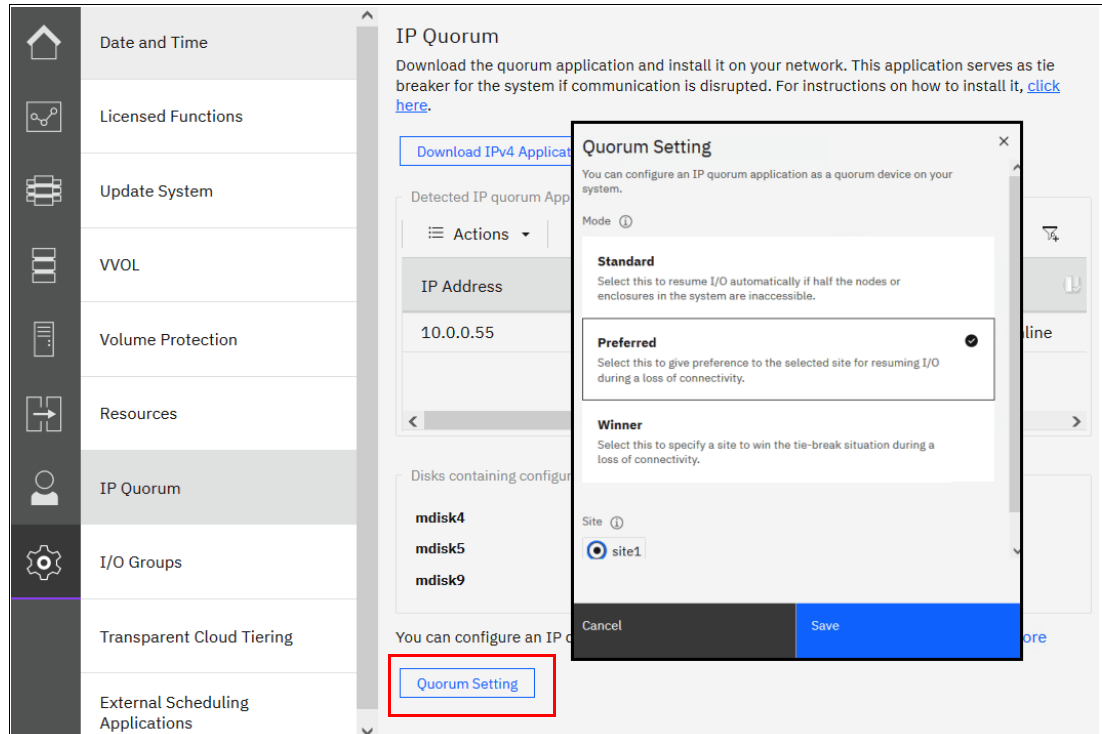 Date and Time
Licensed Functions
Update System
VVOL
Volume Protection
Resources
IP Quorum
I/O Groups
Transparent Cloud Tiering
External Scheduling
Applications
IP Quorum
Download the quorum application and install it on your network. This application serves as tie
breaker for the system if communication is disrupted. For instructions on how to install it, click
here.
Download IPv4 Applicat
Detected IP quorum App
Actions
IP Address
10.0.0.55
line
Disks containing configur
mdisk4
mdisk5
mdisk9
You can configure an IP
ore
Quorum Setting
Quorum Setting
You can configure an IP quorum application as a quorum device on your
system.
Mode
Standard
Select this to resume I/O automatically if half the nodes or
enclosures in the system are inaccessible.
Preferred
Select this to give preference to the selected site for resuming I/O
during a loss of connectivity.
Winner
Select this to specify a site to win the tie-break situation during a
loss of connectivity.
Site
site1
Cancel
Save